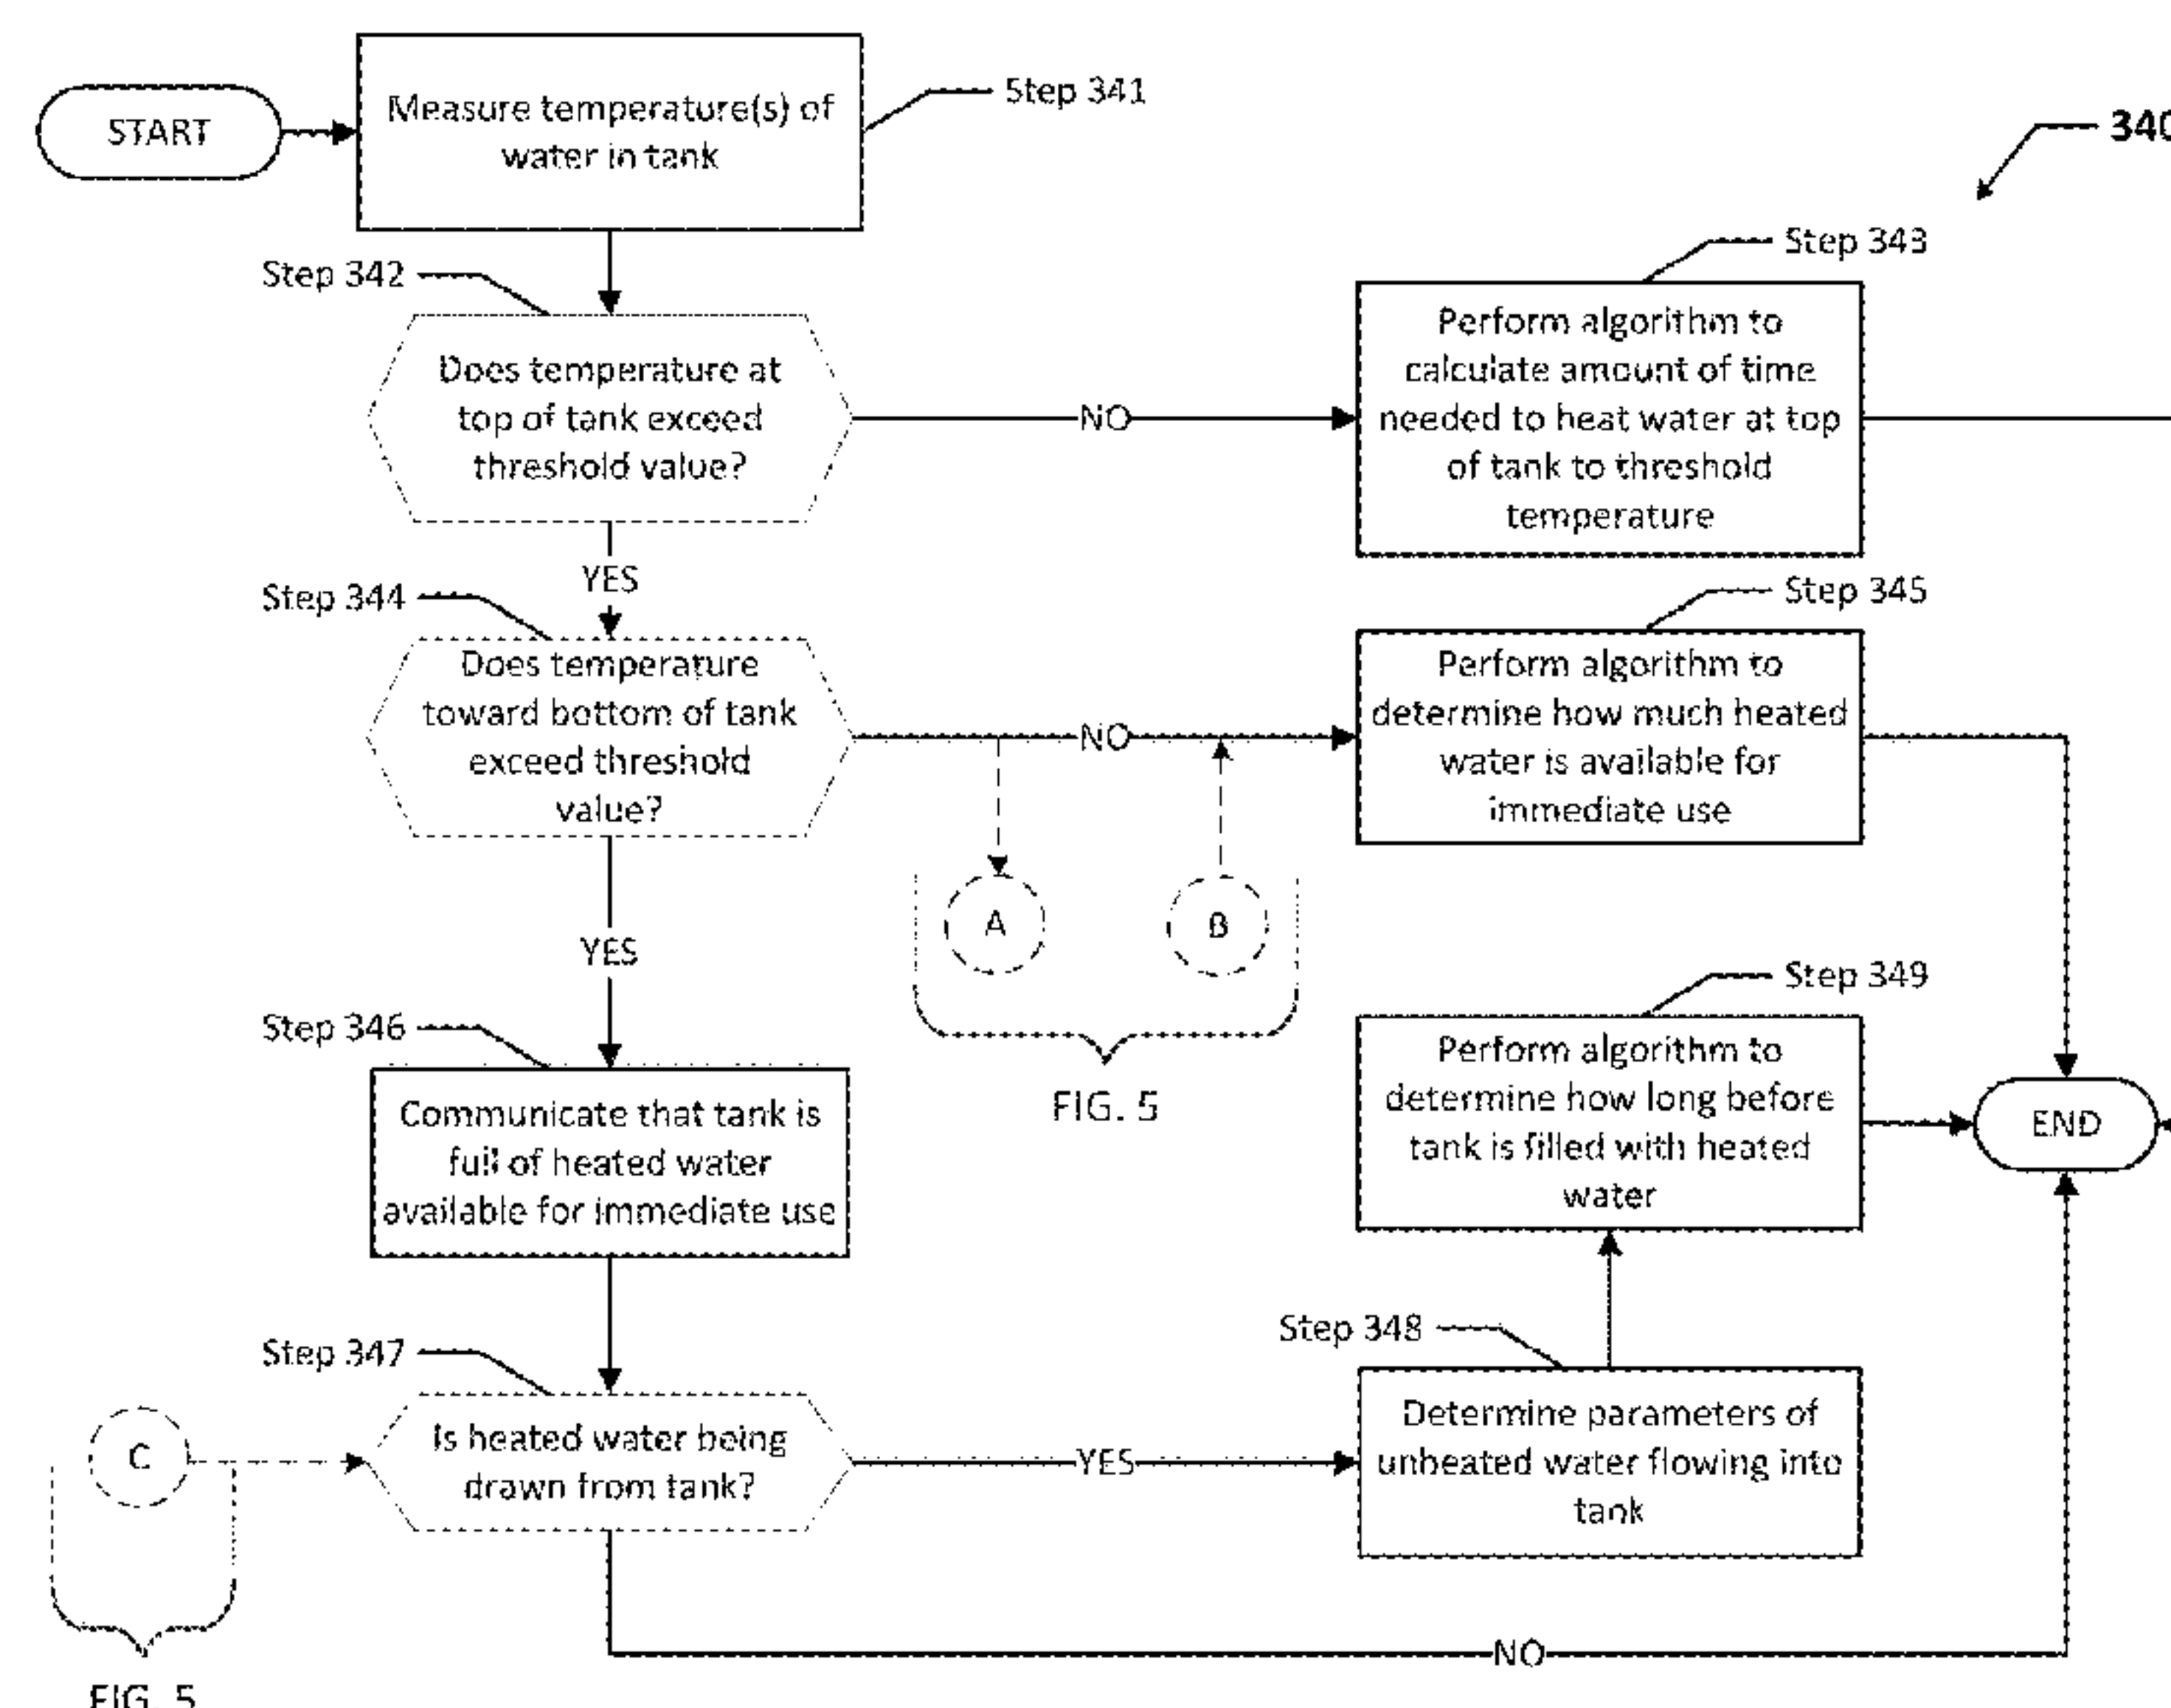 START
Measure temperature(s) of
water in tank
Step 341
340
Step 342
Does temperature at
top of tank exceed
threshold value?
NO
Step 343
Perform algorithm to
calculate amount of time
needed to heat water at top
of tank to threshold
temperature
YES
Step 344
Does temperature
toward bottom of tank
exceed threshold
value?
NO
Step 345
Perform algorithm to
determine how much heated
water is available for
immediate use
A
B
FIG. 5
YES
Step 346
Communicate that tank is
full of heated water
available for immediate use
Step 349
Perform algorithm to
determine how long before
tank is filled with heated
water
END
Step 347
C
Is heated water being
drawn from tank?
YES
Step 348
Determine parameters of
unheated water flowing into
tank
NO
FIG. 5